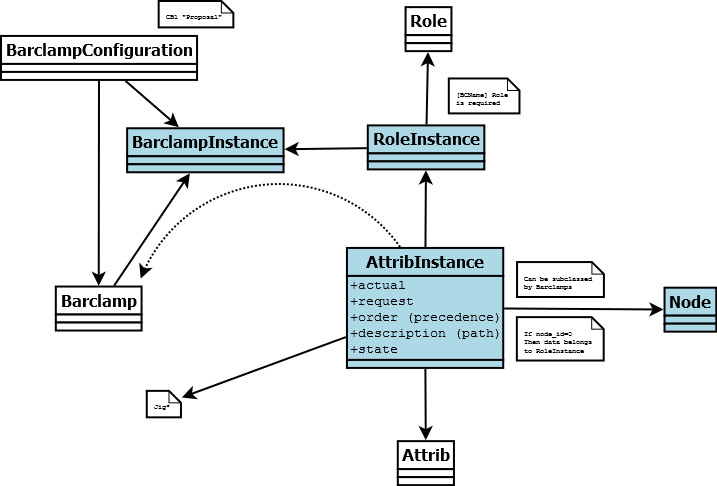 CB1 "Proposal"
Role
BarclampConfiguration
[BCName] Role
is required
BarclampInstance
RoleInstance
AttribInstance
+actual
+request
+order (precedence)
+description (path)
+state
Can be subclassed
by Barclamps
Barclamp
Node
If node_id=0
Then data belongs
to RoleInstance
Jig"
Attrib